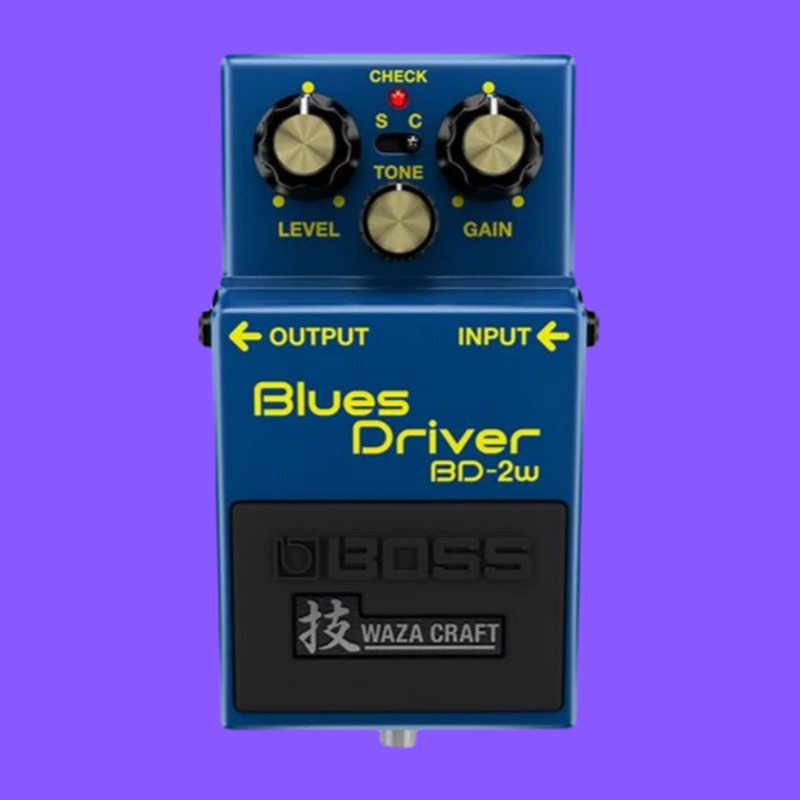 CHECK
S C
TONE
LEVEL
GAIN
← OUTPUT
INPUT ←
Blues
Driver
BD-2w
BOSS
技 WAZA CRAFT